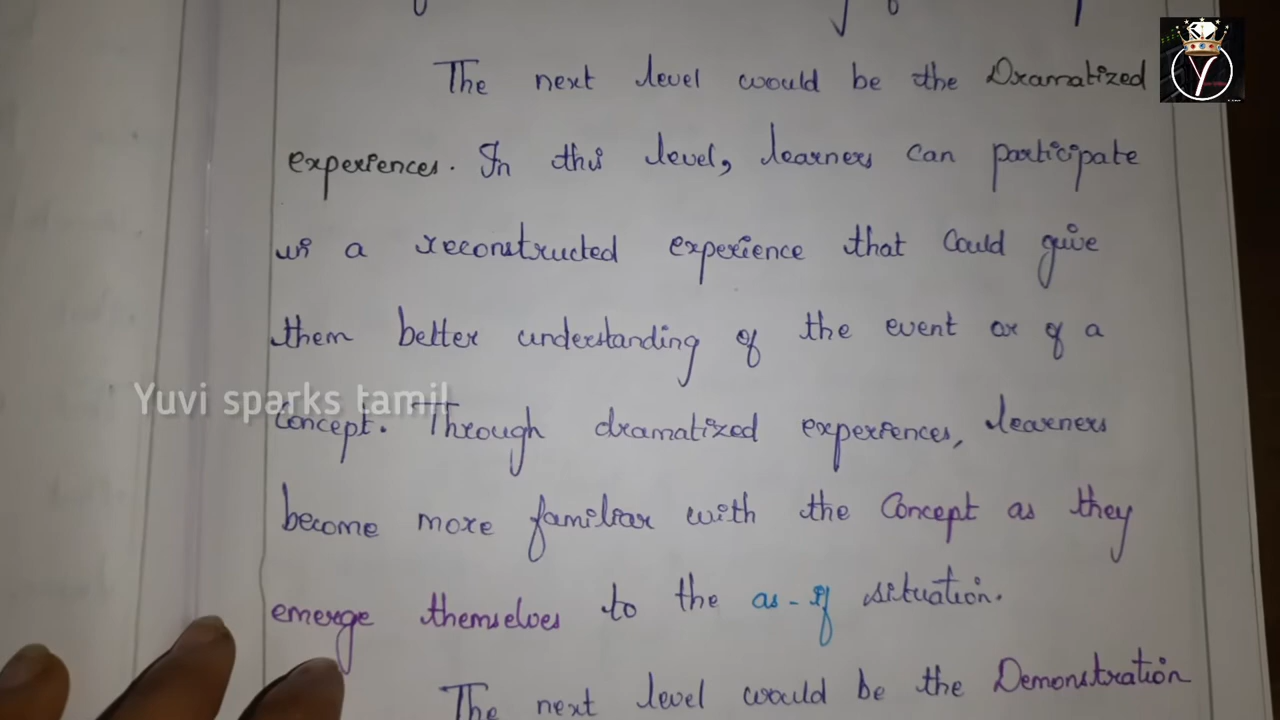 The next level would be the Dramatized
experiences. In this level, learners can participate
in a reconstructed experience that could give
them better understanding of the event or of a
Yuvi sparks tamil
Concept. Through dramatized experiences, learners
become more familiar with the Concept as they
emerge themselves to the as-if situation.
The next level would be the Demonstration